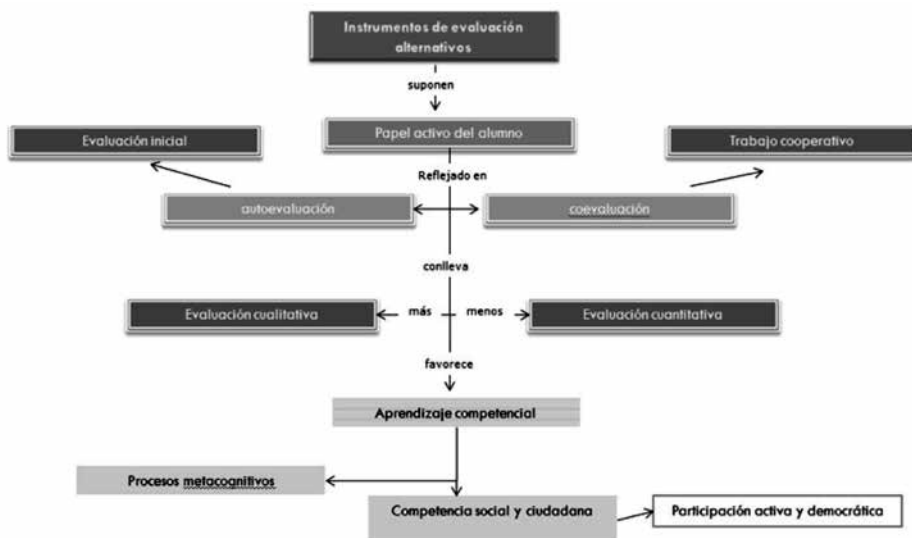 Instrumentos de evaluación
alternativos
suponen
Papel activo del alumno
Evaluación inicial
Trabajo cooperativo
Reflejado en
autoevaluación
coevaluación
conlleva
Evaluación cualitativa
más
menos
Evaluación cuantitativa
favorece
Aprendizaje competencial
Procesos metacognitivos
Competencia social y ciudadana
Participación activa y democrática